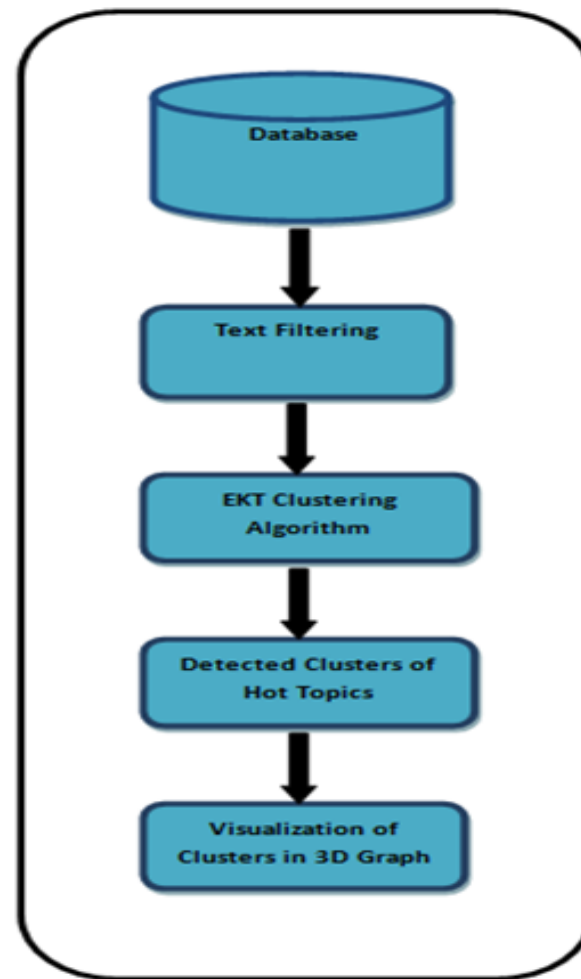 Database
Text Filtering
EKT Clustering
Algorithm
Detected Clusters of
Hot Topics
Visualization of
Clusters in 3D Graph